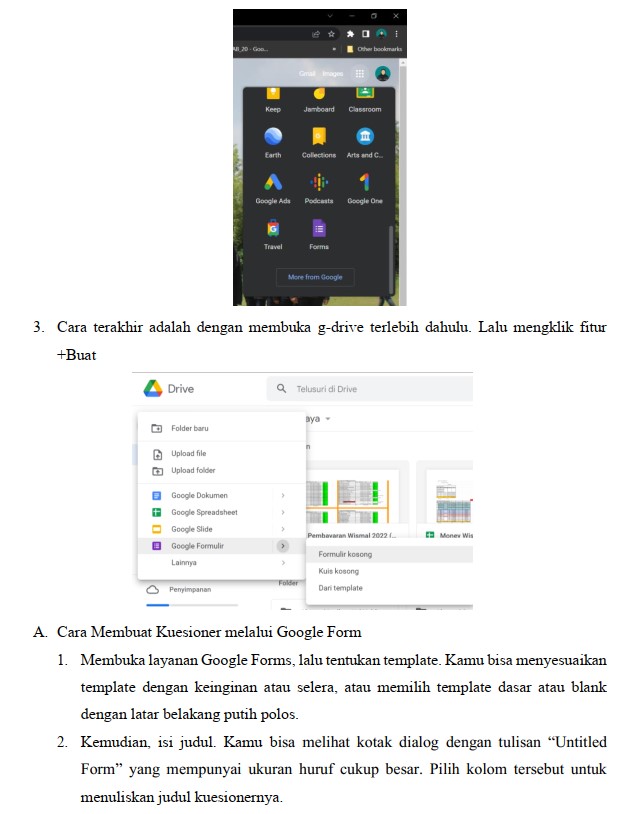 AB_20 - Goo...
Other bookmarks
Gmail Images
Keep Jamboard Classroom
Earth Collections Arts and C...
Google Ads Podcasts Google One
Travel Forms
More from Google
3. Cara terakhir adalah dengan membuka g-drive terlebih dahulu. Lalu mengklik fitur
+Buat
Drive
Telusuri di Drive
aya
Folder baru
n
Upload file
Upload folder
Google Dokumen
Google Spreadsheet
Google Slide
Google Formulir
Lainnya
Penyimpanan
Pembayaran Wismal 2022 (...
Money Wis
Formulir kosong
Kuis kosong
Dari template
Folder
A. Cara Membuat Kuesioner melalui Google Form
1. Membuka layanan Google Forms, lalu tentukan template. Kamu bisa menyesuaikan
template dengan keinginan atau selera, atau memilih template dasar atau blank
dengan latar belakang putih polos.
2. Kemudian, isi judul. Kamu bisa melihat kotak dialog dengan tulisan “Untitled
Form” yang mempunyai ukuran huruf cukup besar. Pilih kolom tersebut untuk
menuliskan judul kuesionernya.